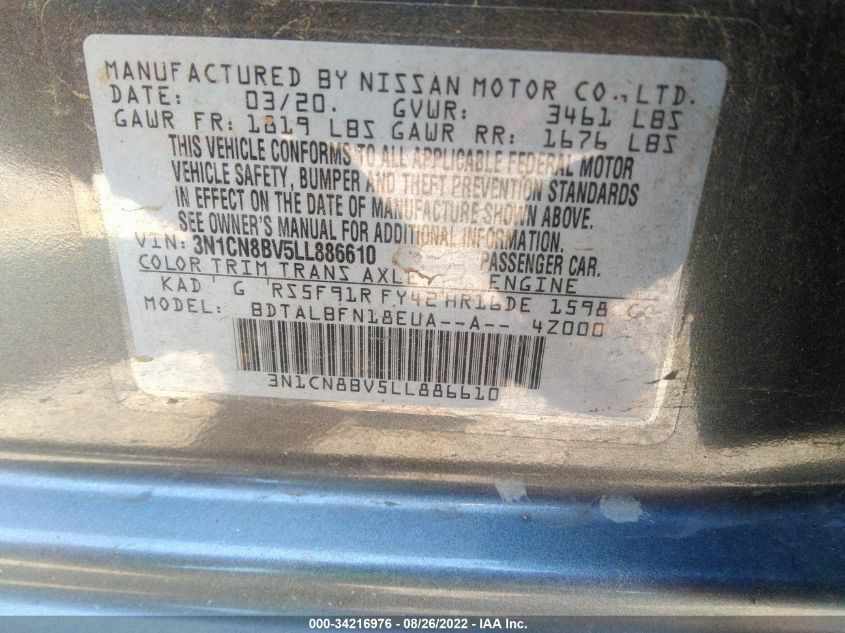 MANUFACTURED BY NISSAN MOTOR CO., LTD.
DATE: 03/20. GVWR: 3461 LBS
GAWR FR: 1819 LBS GAWR RR: 1676 LBS
THIS VEHICLE CONFORMS TO ALL APPLICABLE FEDERAL MOTOR
VEHICLE SAFETY, BUMPER AND THEFT PREVENTION STANDARDS
IN EFFECT ON THE DATE OF MANUFACTURE SHOWN ABOVE.
SEE OWNER'S MANUAL FOR ADDITIONAL INFORMATION.
VIN: 3N1CN8BV5LL886610 PASSENGER CAR.
COLOR TRIM TRANS AXLE ENGINE
KAD G RS5F91R FY42 HR16DE 1598 CC
MODEL: BDTALBFN18EUA--A-- 4Z000
3N1CN8BV5LL886610
000-34216976 - 08/26/2022 - IAA Inc.